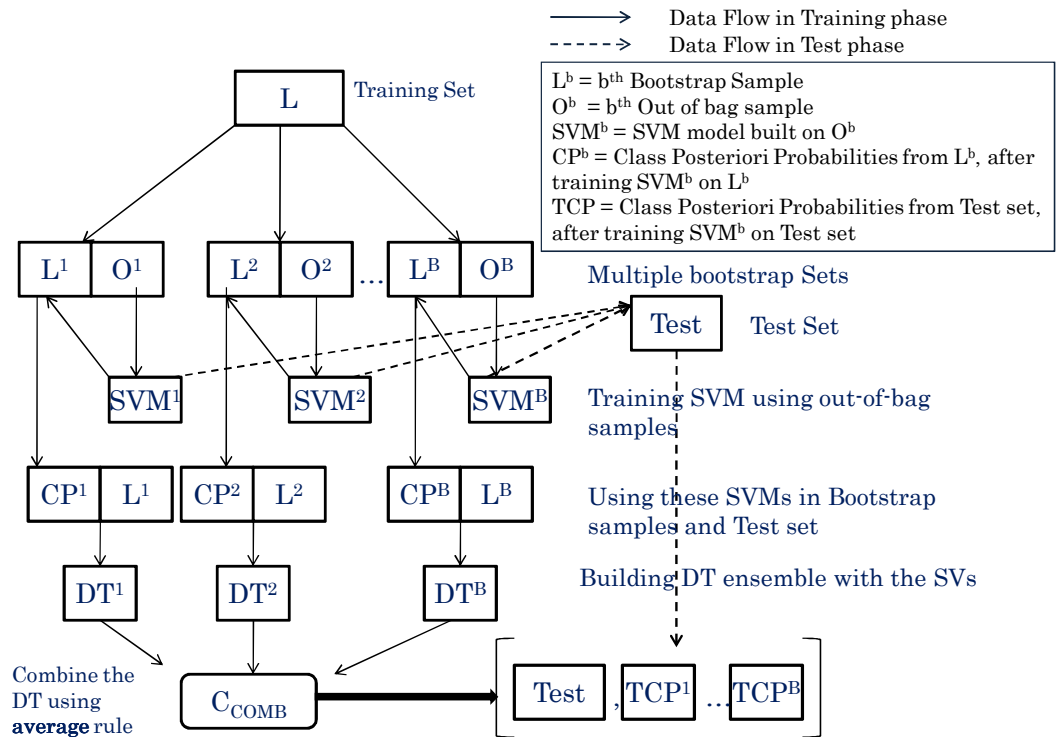 Data Flow in Training phase
Data Flow in Test phase
L Training Set
Lᵇ = bᵗʰ Bootstrap Sample
Oᵇ = bᵗʰ Out of bag sample
SVMᵇ = SVM model built on Oᵇ
CPᵇ = Class Posteriori Probabilities from Lᵇ, after
training SVMᵇ on Lᵇ
TCP = Class Posteriori Probabilities from Test set,
after training SVMᵇ on Test set
L¹ O¹ L² O² ... Lᴮ Oᴮ
Multiple bootstrap Sets
Test Test Set
SVM¹ SVM² SVMᴮ
Training SVM using out-of-bag
samples
CP¹ L¹ CP² L² CPᴮ Lᴮ
Using these SVMs in Bootstrap
samples and Test set
DT¹ DT² DTᴮ
Building DT ensemble with the SVs
Combine the
DT using
average rule
C_COMB
Test , TCP¹ ... TCPᴮ